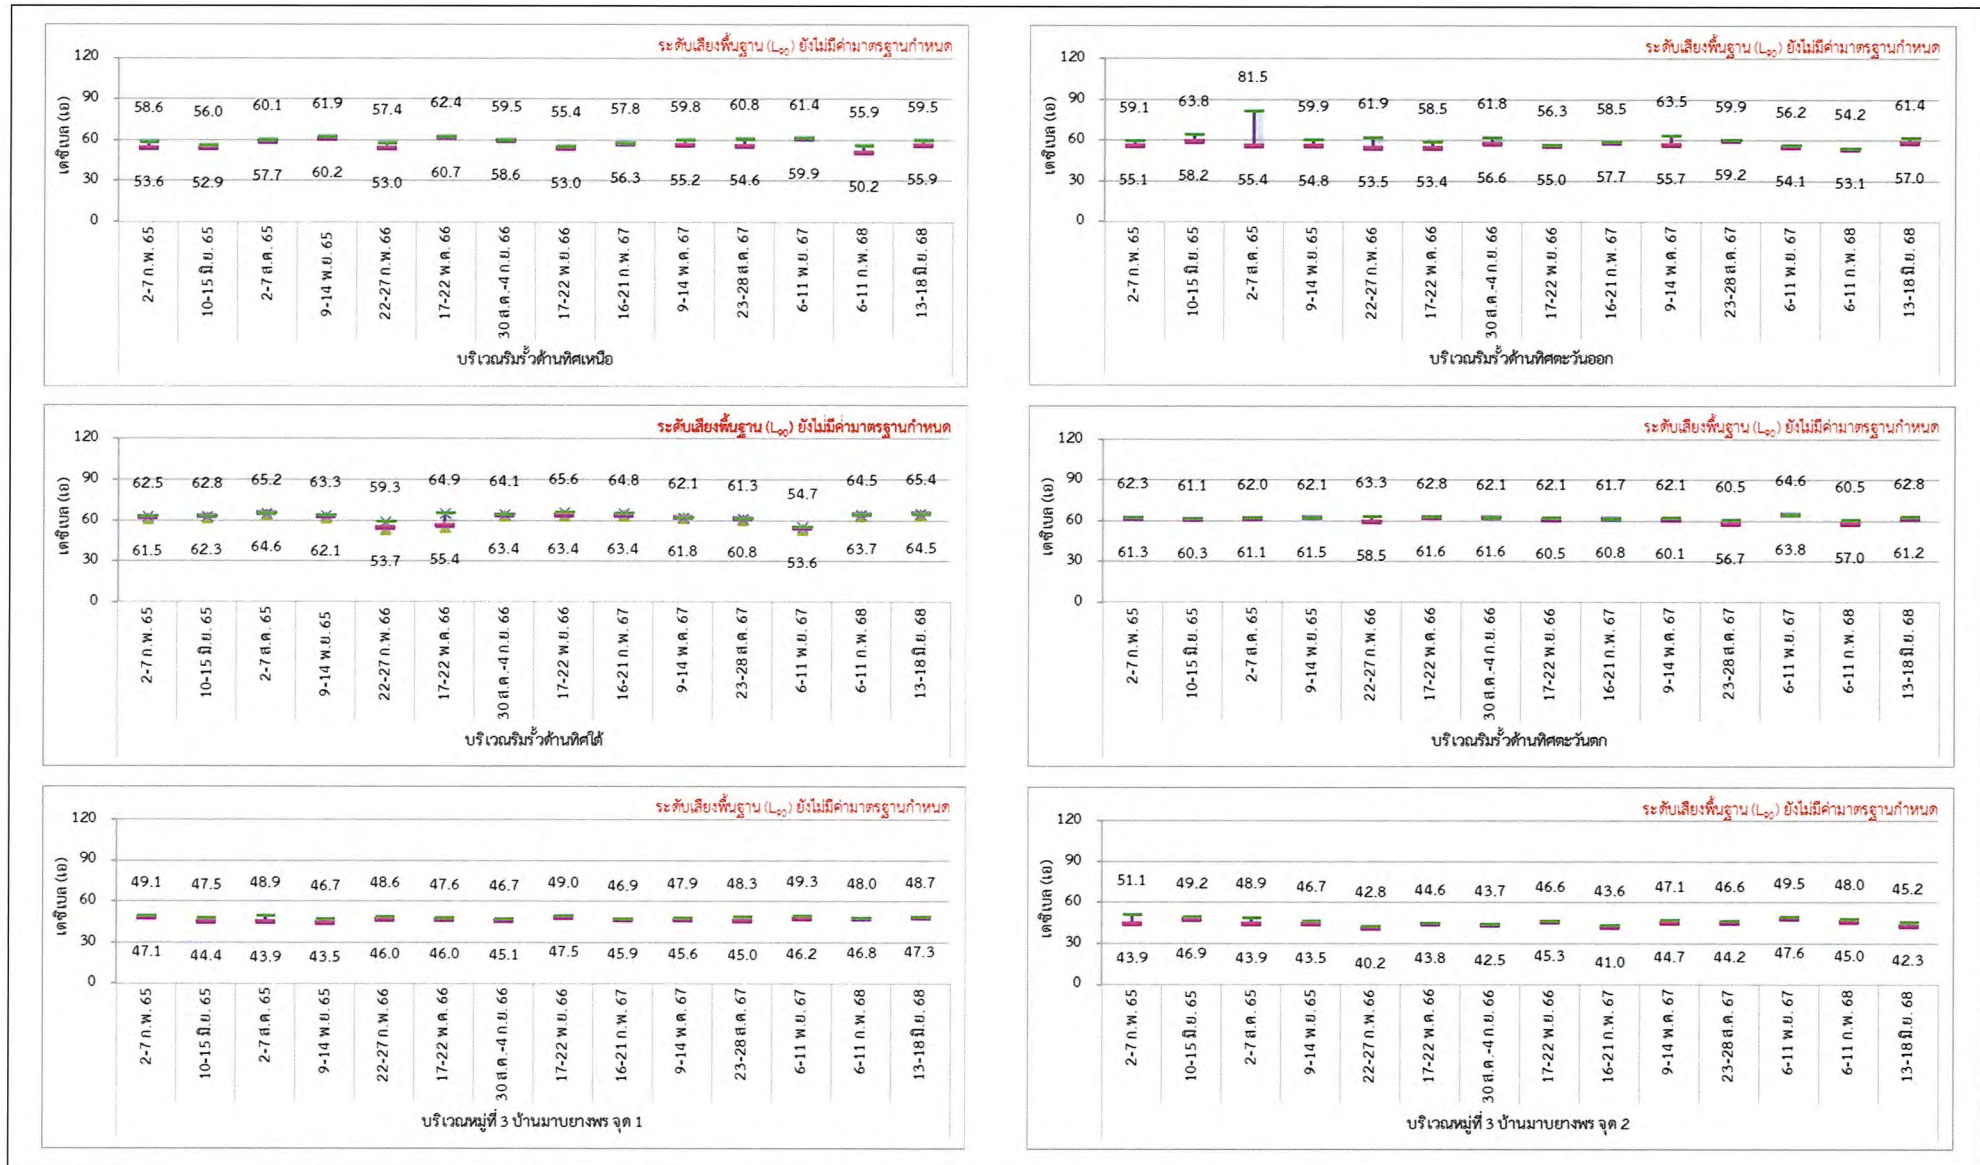 ระดับเสียงพื้นฐาน (L90) ยังไม่มีค่ามาตรฐานกำหนด
เดซิเบล (เอ)
120
90
60
30
0
58.6 56.0 60.1 61.9 57.4 62.4 59.5 55.4 57.8 59.8 60.8 61.4 55.9 59.5
53.6 52.9 57.7 60.2 53.0 60.7 58.6 53.0 56.3 55.2 54.6 59.9 50.2 55.9
2-7 ก.พ. 65
10-15 มิ.ย. 65
2-7 ส.ค. 65
9-14 พ.ย. 65
22-27 ก.พ. 66
17-22 พ.ค. 66
30 ส.ค.-4 ก.ย. 66
17-22 พ.ย. 66
16-21 ก.พ. 67
9-14 พ.ค. 67
23-28 ส.ค. 67
6-11 พ.ย. 67
6-11 ก.พ. 68
13-18 มิ.ย. 68
บริเวณริมรั้วด้านทิศเหนือ
ระดับเสียงพื้นฐาน (L90) ยังไม่มีค่ามาตรฐานกำหนด
เดซิเบล (เอ)
120
90
60
30
0
59.1 63.8 81.5 59.9 61.9 58.5 61.8 56.3 58.5 63.5 59.9 56.2 54.2 61.4
55.1 58.2 55.4 54.8 53.5 53.4 56.6 55.0 57.7 55.7 59.2 54.1 53.1 57.0
2-7 ก.พ. 65
10-15 มิ.ย. 65
2-7 ส.ค. 65
9-14 พ.ย. 65
22-27 ก.พ. 66
17-22 พ.ค. 66
30 ส.ค.-4 ก.ย. 66
17-22 พ.ย. 66
16-21 ก.พ. 67
9-14 พ.ค. 67
23-28 ส.ค. 67
6-11 พ.ย. 67
6-11 ก.พ. 68
13-18 มิ.ย. 68
บริเวณริมรั้วด้านทิศตะวันออก
ระดับเสียงพื้นฐาน (L90) ยังไม่มีค่ามาตรฐานกำหนด
เดซิเบล (เอ)
120
90
60
30
0
62.5 62.8 65.2 63.3 59.3 64.9 64.1 65.6 64.8 62.1 61.3 54.7 64.5 65.4
61.5 62.3 64.6 62.1 53.7 55.4 63.4 63.4 63.4 61.8 60.8 53.6 63.7 64.5
2-7 ก.พ. 65
10-15 มิ.ย. 65
2-7 ส.ค. 65
9-14 พ.ย. 65
22-27 ก.พ. 66
17-22 พ.ค. 66
30 ส.ค.-4 ก.ย. 66
17-22 พ.ย. 66
16-21 ก.พ. 67
9-14 พ.ค. 67
23-28 ส.ค. 67
6-11 พ.ย. 67
6-11 ก.พ. 68
13-18 มิ.ย. 68
บริเวณริมรั้วด้านทิศใต้
ระดับเสียงพื้นฐาน (L90) ยังไม่มีค่ามาตรฐานกำหนด
เดซิเบล (เอ)
120
90
60
30
0
62.3 61.1 62.0 62.1 63.3 62.8 62.1 62.1 61.7 62.1 60.5 64.6 60.5 62.8
61.3 60.3 61.1 61.5 58.5 61.6 61.6 60.5 60.8 60.1 56.7 63.8 57.0 61.2
2-7 ก.พ. 65
10-15 มิ.ย. 65
2-7 ส.ค. 65
9-14 พ.ย. 65
22-27 ก.พ. 66
17-22 พ.ค. 66
30 ส.ค.-4 ก.ย. 66
17-22 พ.ย. 66
16-21 ก.พ. 67
9-14 พ.ค. 67
23-28 ส.ค. 67
6-11 พ.ย. 67
6-11 ก.พ. 68
13-18 มิ.ย. 68
บริเวณริมรั้วด้านทิศตะวันตก
ระดับเสียงพื้นฐาน (L90) ยังไม่มีค่ามาตรฐานกำหนด
เดซิเบล (เอ)
120
90
60
30
0
49.1 47.5 48.9 46.7 48.6 47.6 46.7 49.0 46.9 47.9 48.3 49.3 48.0 48.7
47.1 44.4 43.9 43.5 46.0 46.0 45.1 47.5 45.9 45.6 45.0 46.2 46.8 47.3
2-7 ก.พ. 65
10-15 มิ.ย. 65
2-7 ส.ค. 65
9-14 พ.ย. 65
22-27 ก.พ. 66
17-22 พ.ค. 66
30 ส.ค.-4 ก.ย. 66
17-22 พ.ย. 66
16-21 ก.พ. 67
9-14 พ.ค. 67
23-28 ส.ค. 67
6-11 พ.ย. 67
6-11 ก.พ. 68
13-18 มิ.ย. 68
บริเวณหมู่ที่ 3 บ้านมาบยางพร จุด 1
ระดับเสียงพื้นฐาน (L90) ยังไม่มีค่ามาตรฐานกำหนด
เดซิเบล (เอ)
120
90
60
30
0
51.1 49.2 48.9 46.7 42.8 44.6 43.7 46.6 43.6 47.1 46.6 49.5 48.0 45.2
43.9 46.9 43.9 43.5 40.2 43.8 42.5 45.3 41.0 44.7 44.2 47.6 45.0 42.3
2-7 ก.พ. 65
10-15 มิ.ย. 65
2-7 ส.ค. 65
9-14 พ.ย. 65
22-27 ก.พ. 66
17-22 พ.ค. 66
30 ส.ค.-4 ก.ย. 66
17-22 พ.ย. 66
16-21 ก.พ. 67
9-14 พ.ค. 67
23-28 ส.ค. 67
6-11 พ.ย. 67
6-11 ก.พ. 68
13-18 มิ.ย. 68
บริเวณหมู่ที่ 3 บ้านมาบยางพร จุด 2